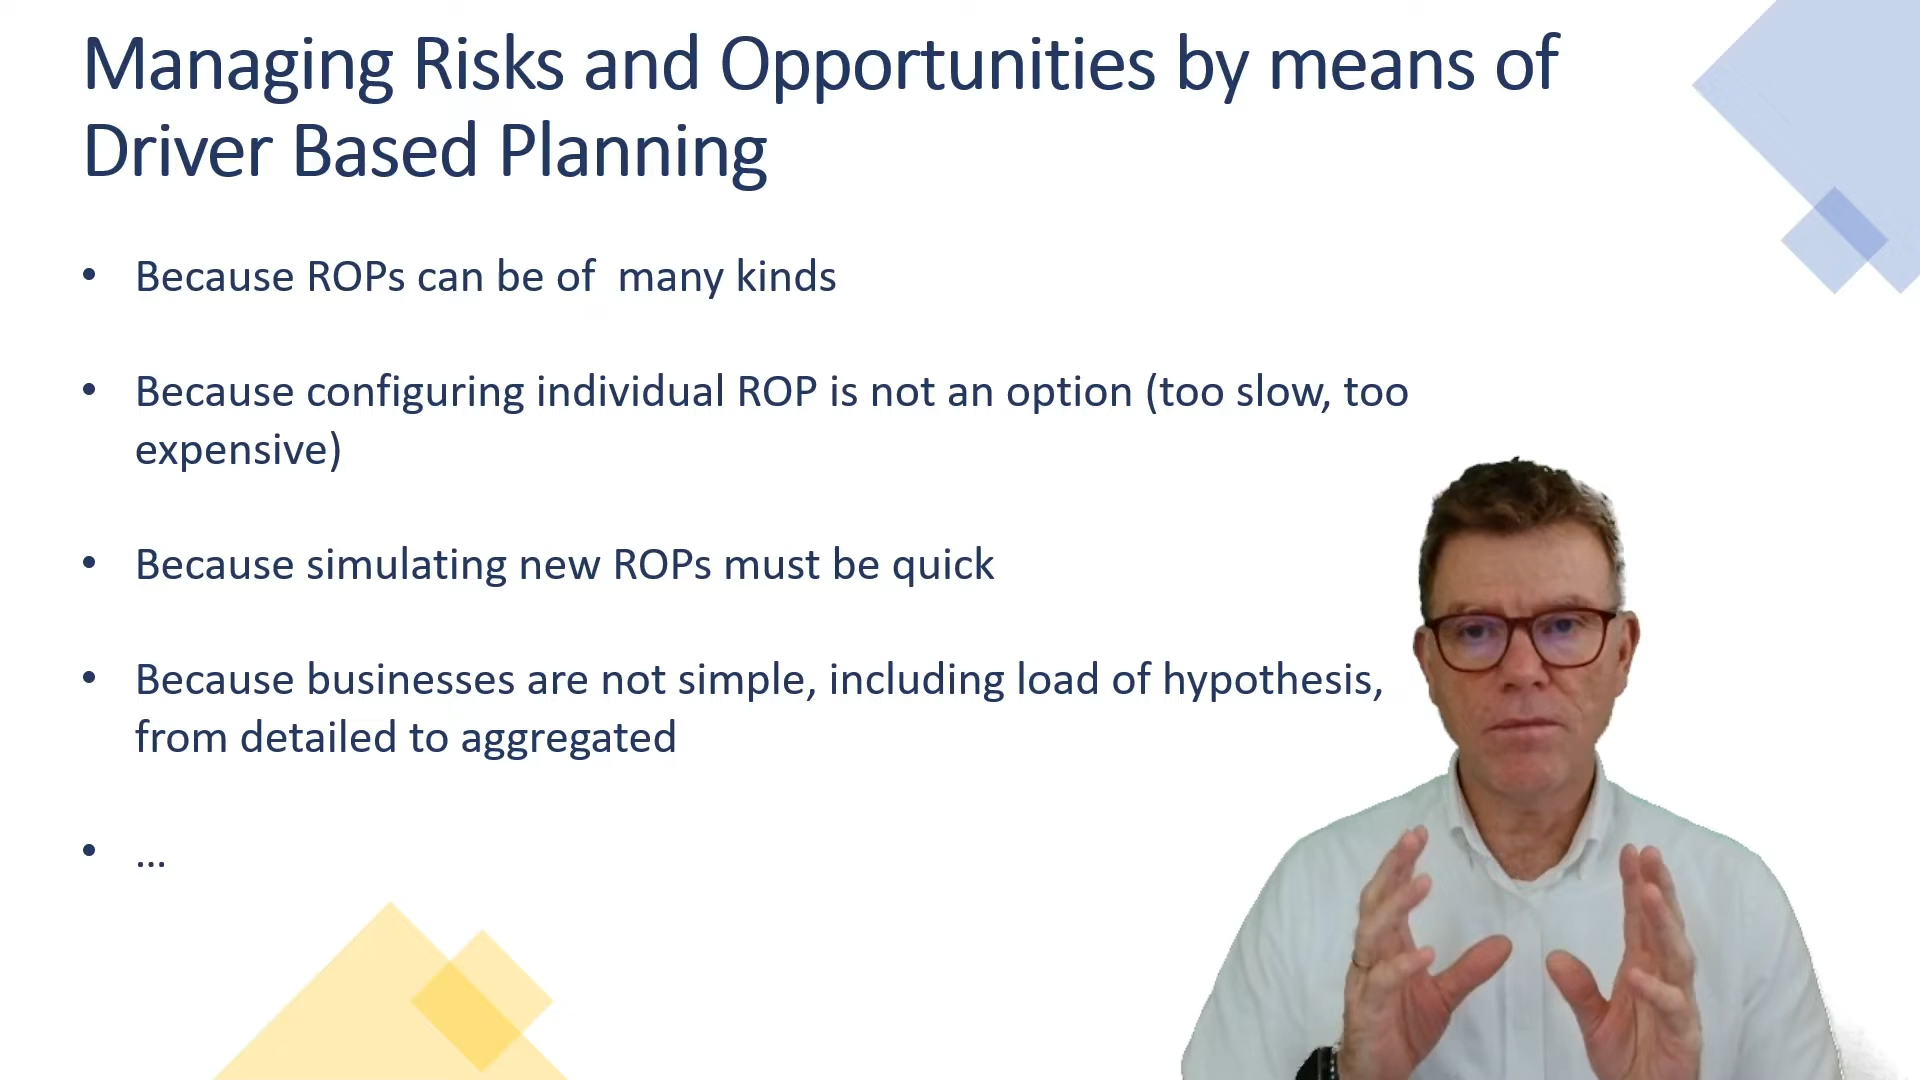 Managing Risks and Opportunities by means of
Driver Based Planning
• Because ROPs can be of  many kinds
• Because configuring individual ROP is not an option (too slow, too
expensive)
• Because simulating new ROPs must be quick
• Because businesses are not simple, including load of hypothesis,
from detailed to aggregated
• ...